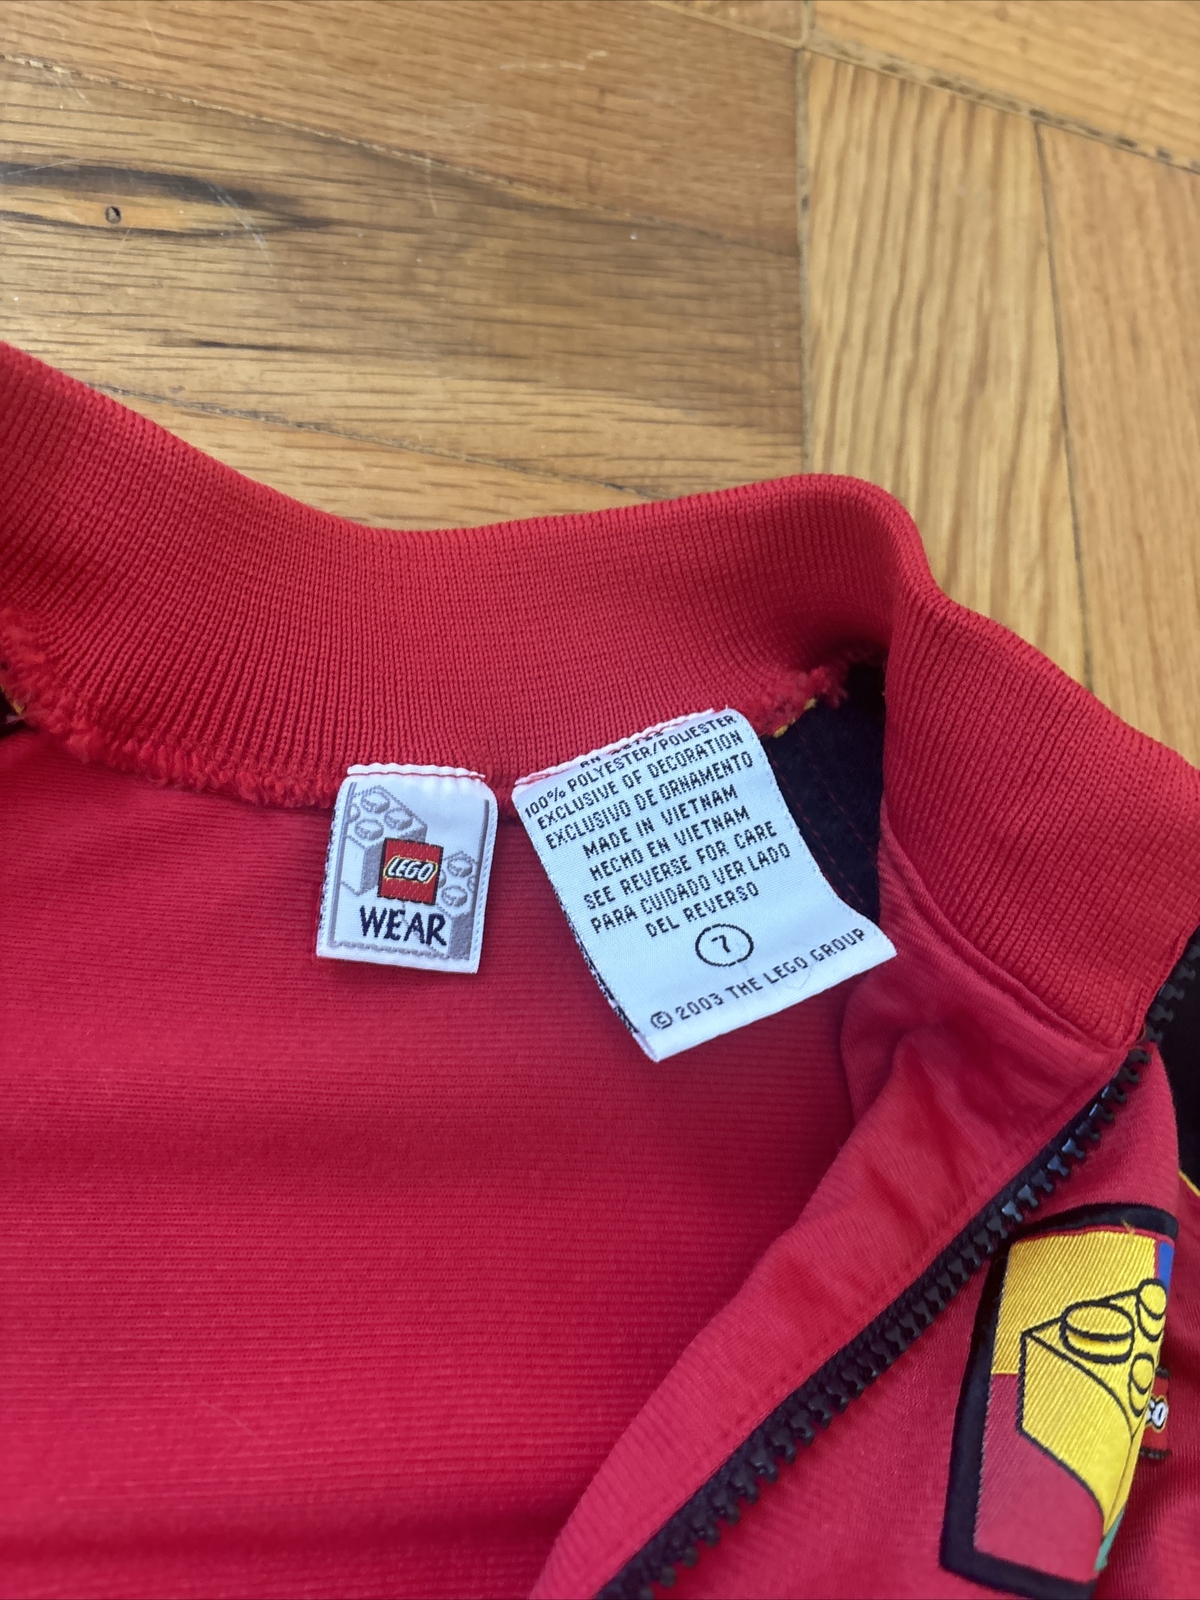 LEGO
WEAR
100% POLYESTER/POLIESTER
EXCLUSIVE OF DECORATION
EXCLUSIVO DE ORNAMENTO
MADE IN VIETNAM
HECHO EN VIETNAM
SEE REVERSE FOR CARE
PARA CUIDADO VER LADO
DEL REVERSO
7
© 2003 THE LEGO GROUP